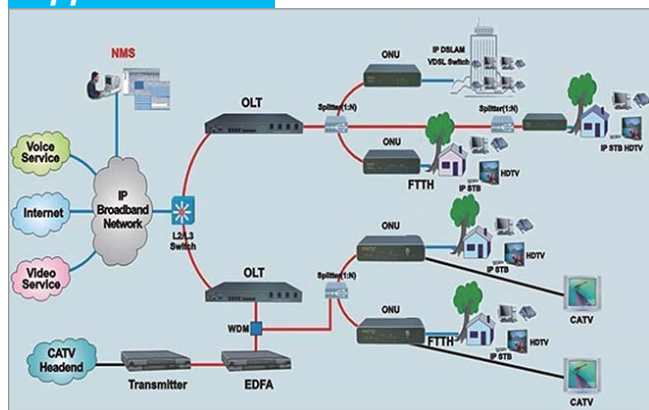 NMS
ONU
IP DSLAM
VDSL Switch
OLT
Splitter(1:N)
Splitter(1:N)
IP STB HDTV
Voice
Service
ONU
HDTV
FTTH
IP STB
Internet
IP
Broadband
Network
L2/L3
Switch
ONU
HDTV
IP STB
Video
Service
OLT
Splitter(1:N)
CATV
WDM
ONU
HDTV
FTTH
IP STB
CATV
Headend
Transmitter
EDFA
CATV